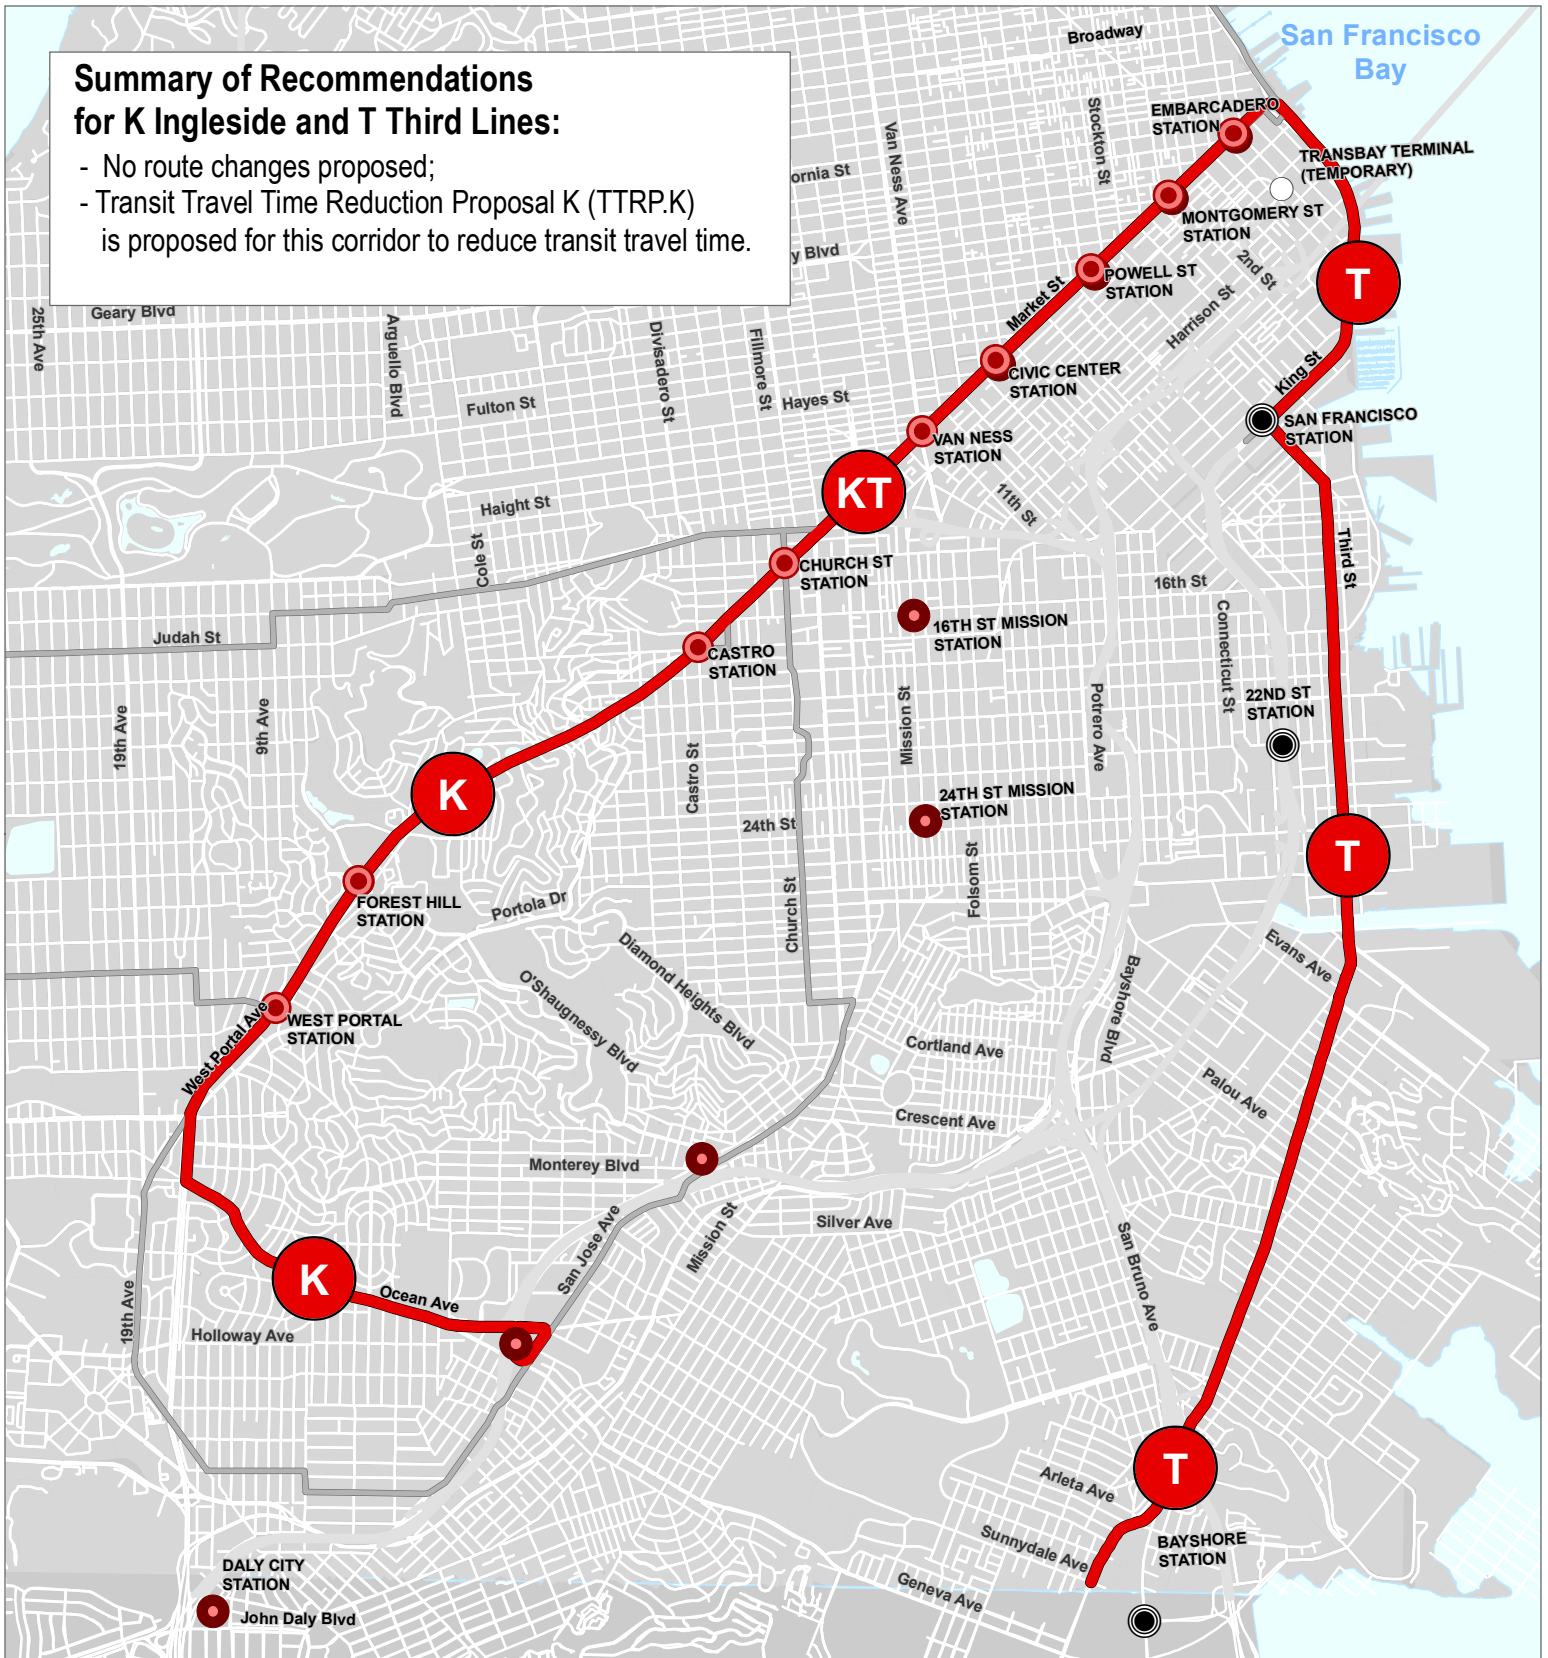 Summary of Recommendations
for K Ingleside and T Third Lines:
- No route changes proposed;
- Transit Travel Time Reduction Proposal K (TTRP.K)
is proposed for this corridor to reduce transit travel time.
San Francisco
Bay
Broadway
Stockton St
Van Ness Ave
ornia St
y Blvd
EMBARCADERO
STATION
TRANSBAY TERMINAL
(TEMPORARY)
MONTGOMERY ST
STATION
2nd St
POWELL ST
STATION
T
Market St
Harrison St
25th Ave
Geary Blvd
Arguello Blvd
Divisadero St
Fillmore St
Fulton St
Hayes St
CIVIC CENTER
STATION
King St
SAN FRANCISCO
STATION
VAN NESS
STATION
KT
Haight St
11th St
Cole St
CHURCH ST
STATION
Third St
16th St
Judah St
16TH ST MISSION
STATION
Connecticut St
CASTRO
STATION
22ND ST
STATION
19th Ave
9th Ave
Castro St
Mission St
Potrero Ave
K
24TH ST MISSION
STATION
24th St
T
FOREST HILL
STATION
Portola Dr
Church St
Folsom St
Diamond Heights Blvd
O'Shaugnessy Blvd
Evans Ave
Bayshore Blvd
West Portal Ave
WEST PORTAL
STATION
Cortland Ave
Palou Ave
Crescent Ave
Monterey Blvd
San Jose Ave
Mission St
Silver Ave
San Bruno Ave
K
Ocean Ave
19th Ave
Holloway Ave
T
Arleta Ave
Sunnydale Ave
BAYSHORE
STATION
Geneva Ave
DALY CITY
STATION
John Daly Blvd